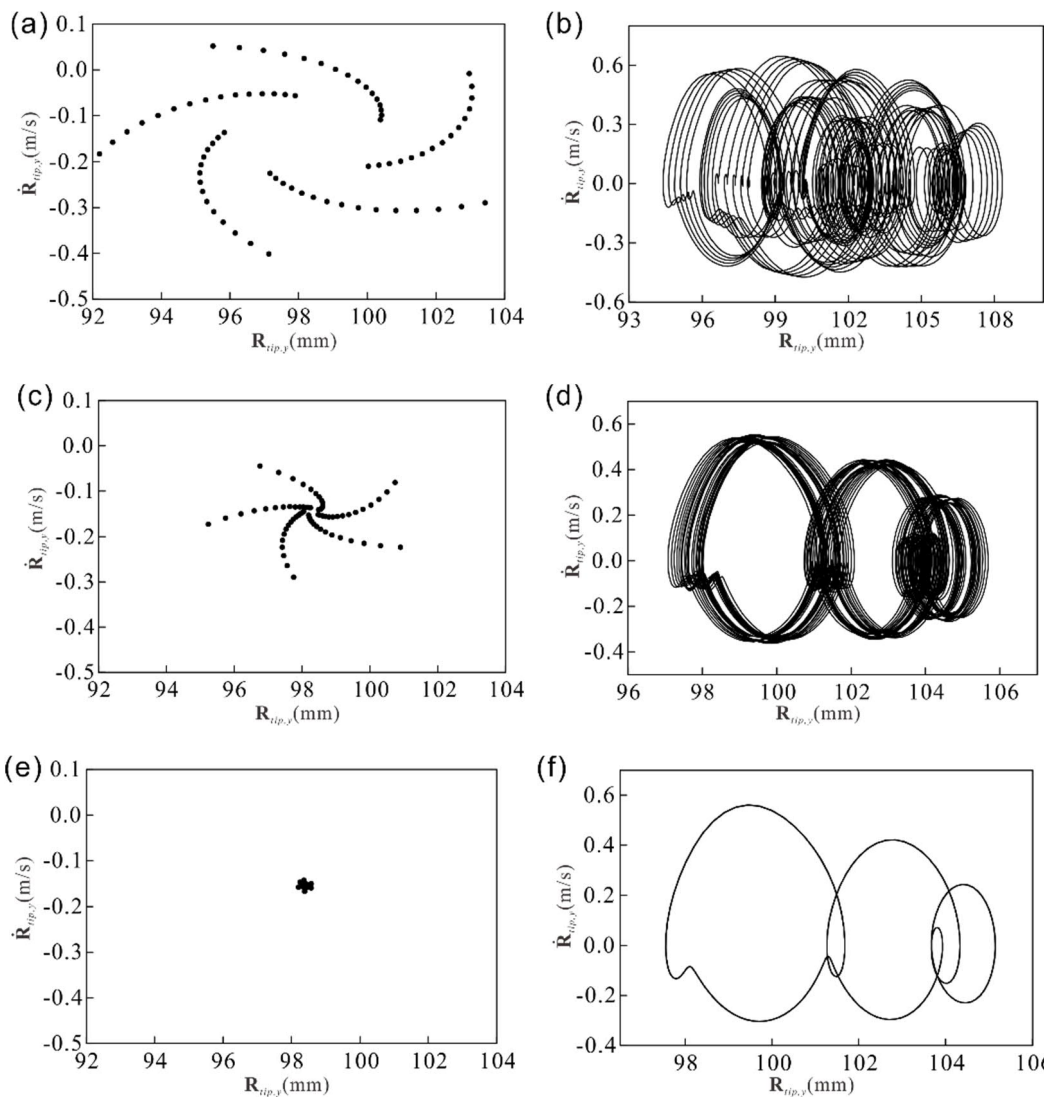 (a)
0.1
0.0
-0.1
-0.2
-0.3
-0.4
-0.5
Ṙtip,y(m/s)
92 94 96 98 100 102 104
Rtip,y(mm)
(b)
0.6
0.3
0.0
-0.3
-0.6
Ṙtip,y(m/s)
93 96 99 102 105 108
Rtip,y(mm)
(c)
0.1
0.0
-0.1
-0.2
-0.3
-0.4
-0.5
Ṙtip,y(m/s)
92 94 96 98 100 102 104
Rtip,y(mm)
(d)
0.6
0.4
0.2
0.0
-0.2
-0.4
Ṙtip,y(m/s)
96 98 100 102 104 106
Rtip,y(mm)
(e)
0.1
0.0
-0.1
-0.2
-0.3
-0.4
-0.5
Ṙtip,y(m/s)
92 94 96 98 100 102 104
Rtip,y(mm)
(f)
0.6
0.4
0.2
0.0
-0.2
-0.4
Ṙtip,y(m/s)
98 100 102 104 106
Rtip,y(mm)